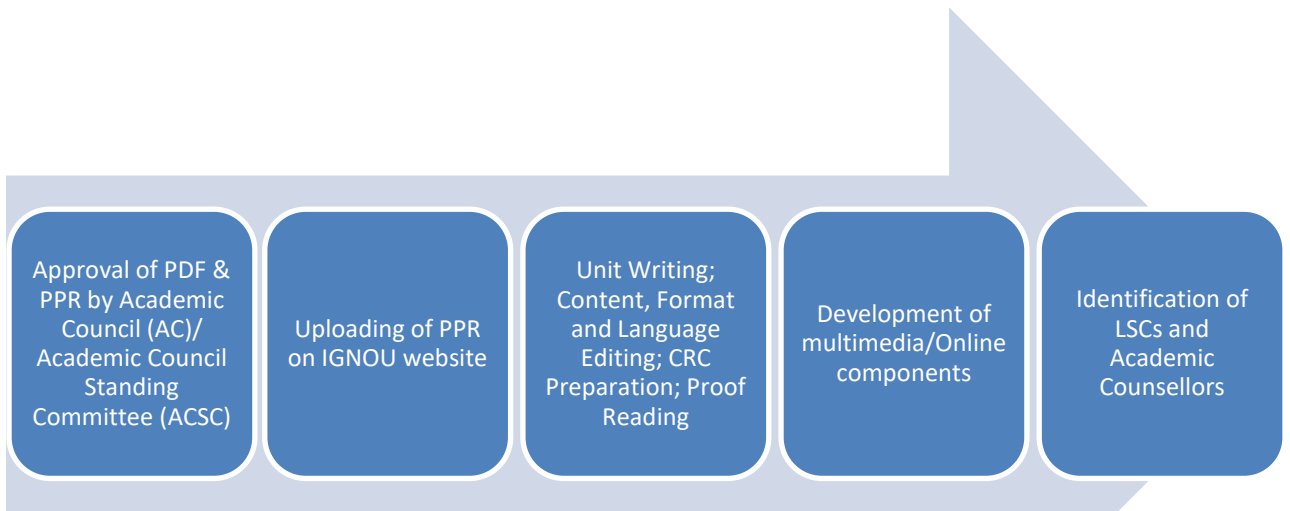 Approval of PDF &
PPR by Academic
Council (AC)/
Academic Council
Standing
Committee (ACSC)
Uploading of PPR
on IGNOU website
Unit Writing;
Content, Format
and Language
Editing; CRC
Preparation; Proof
Reading
Development of
multimedia/Online
components
Identification of
LSCs and
Academic
Counsellors